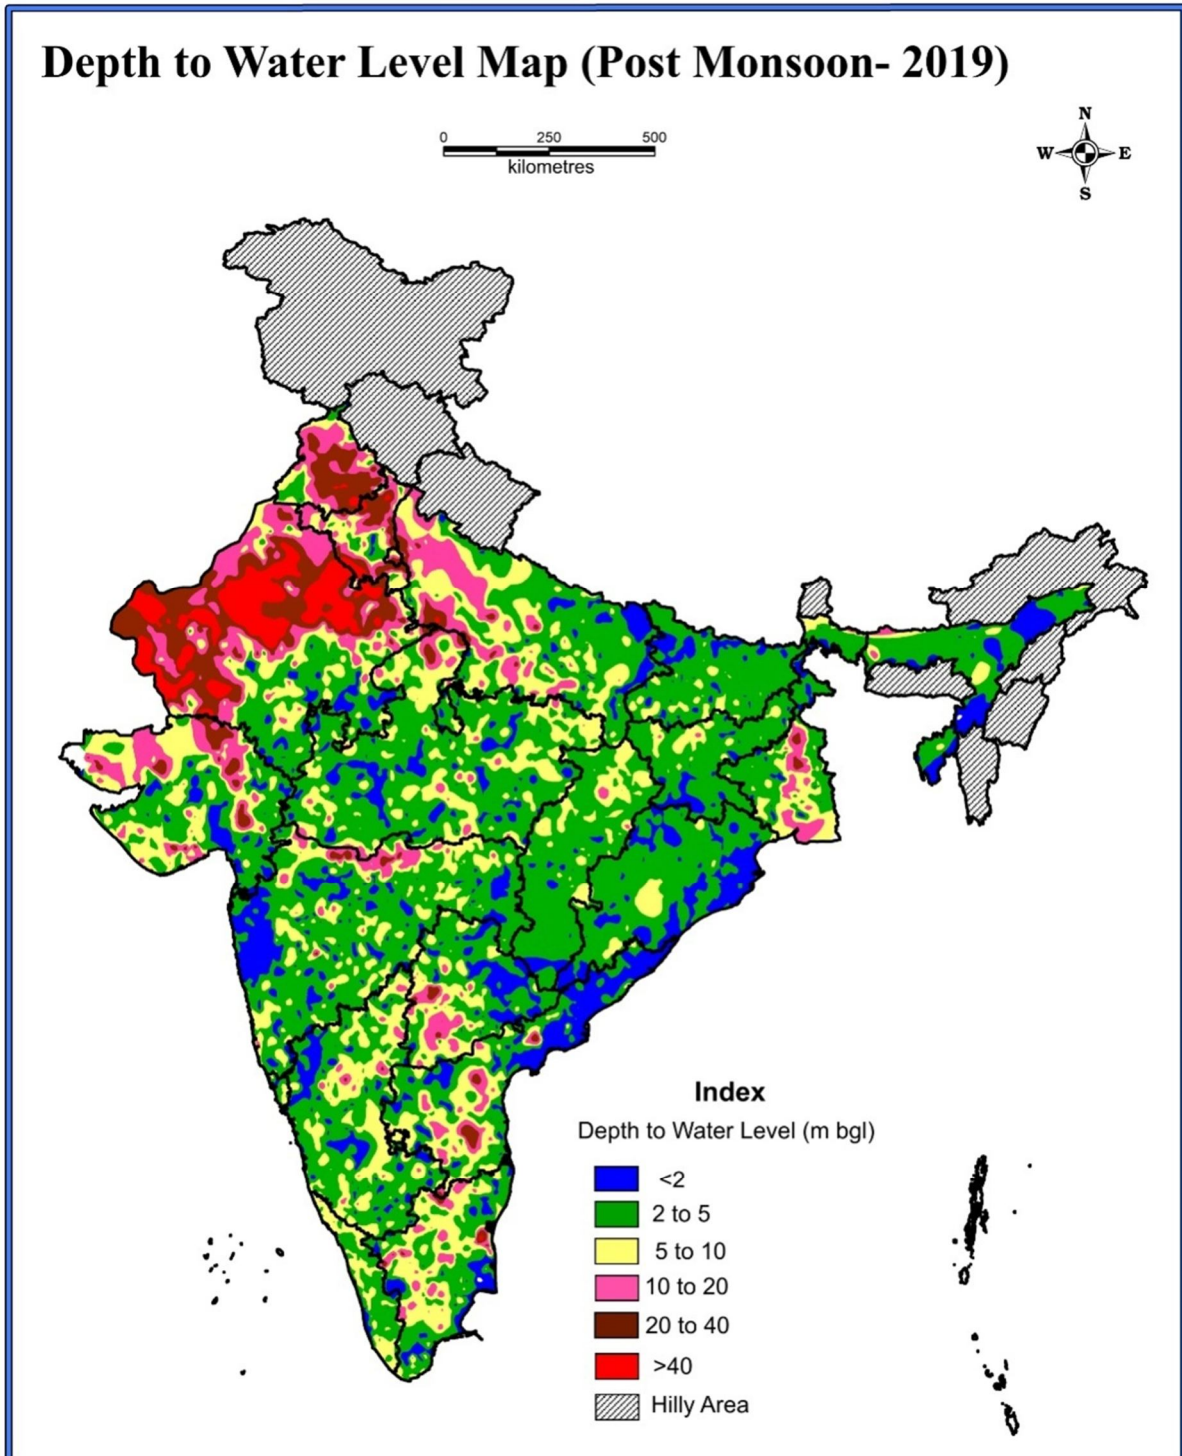 Depth to Water Level Map (Post Monsoon- 2019)
0 250 500
kilometres
N
W E
S
Index
Depth to Water Level (m bgl)
<2
2 to 5
5 to 10
10 to 20
20 to 40
>40
Hilly Area